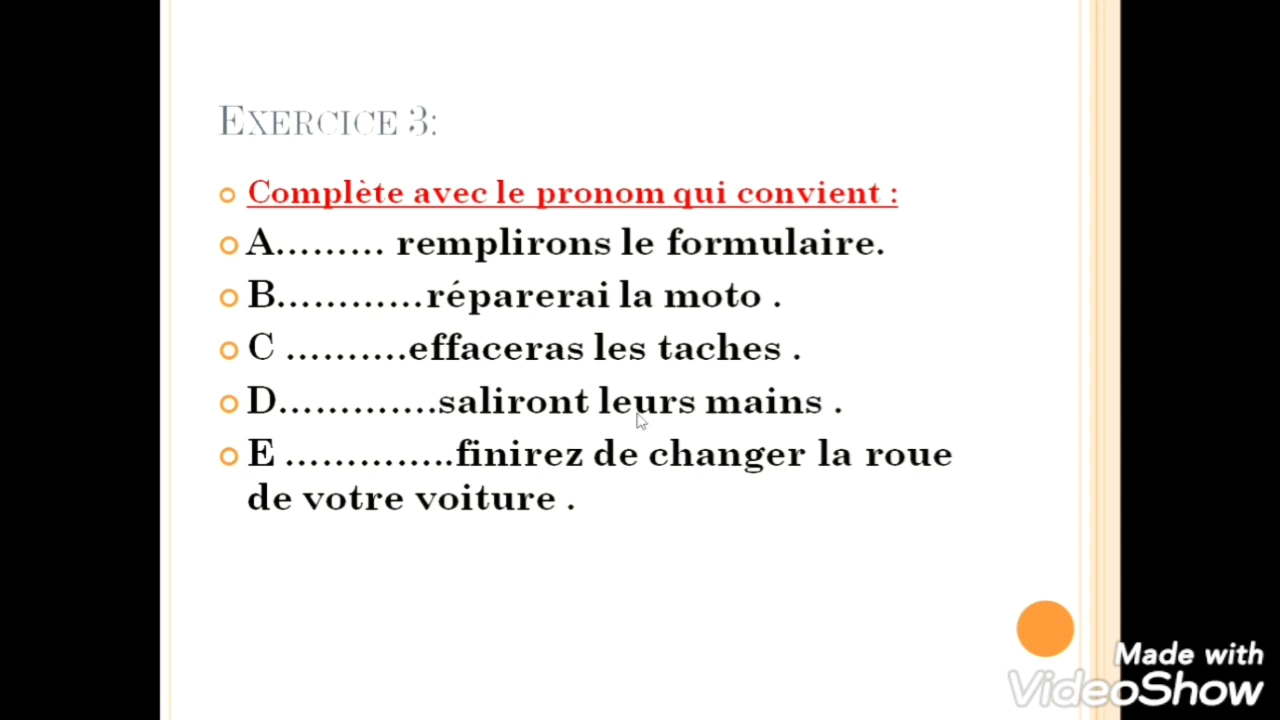 EXERCICE 3:
Complète avec le pronom qui convient :
A......... remplirons le formulaire.
B............réparerai la moto .
C ..........effaceras les taches .
D.............saliront leurs mains .
E ..............finirez de changer la roue
de votre voiture .
Made with
VideoShow